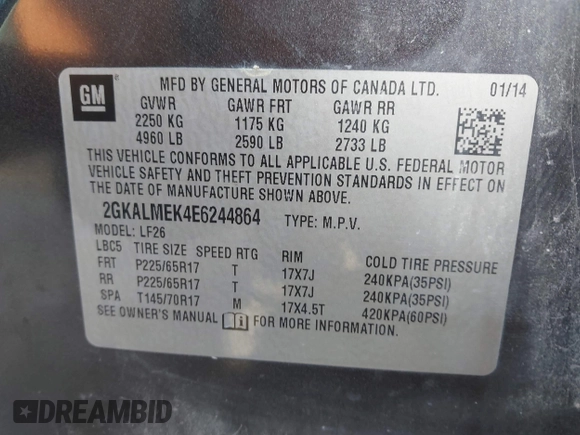 GM
MFD BY GENERAL MOTORS OF CANADA LTD. 01/14
GVWR GAWR FRT GAWR RR
2250 KG 1175 KG 1240 KG
4960 LB 2590 LB 2733 LB
THIS VEHICLE CONFORMS TO ALL APPLICABLE U.S. FEDERAL MOTOR
VEHICLE SAFETY AND THEFT PREVENTION STANDARDS IN EFFECT ON
THE DATE OF MANUFACTURE SHOWN ABOVE.
2GKALMEK4E6244864 TYPE: M.P.V.
MODEL: LF26
LBC5 TIRE SIZE SPEED RTG RIM COLD TIRE PRESSURE
FRT P225/65R17 T 17X7J 240KPA(35PSI)
RR P225/65R17 T 17X7J 240KPA(35PSI)
SPA T145/70R17 M 17X4.5T 420KPA(60PSI)
SEE OWNER'S MANUAL i FOR MORE INFORMATION.
DREAMBID